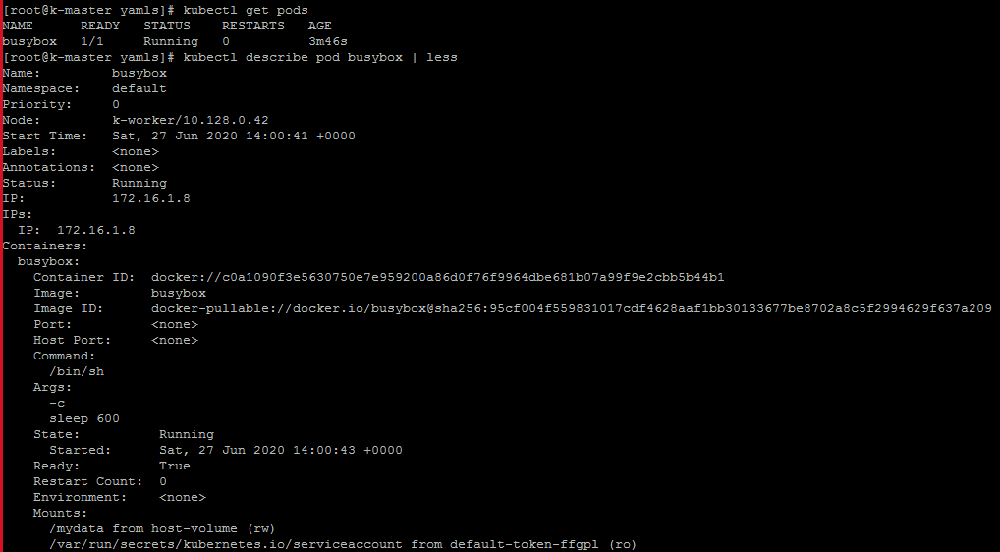 [root@k-master yamls]# kubectl get pods
NAME      READY   STATUS    RESTARTS   AGE
busybox   1/1     Running   0          3m46s
[root@k-master yamls]# kubectl describe pod busybox | less
Name:         busybox
Namespace:    default
Priority:     0
Node:         k-worker/10.128.0.42
Start Time:   Sat, 27 Jun 2020 14:00:41 +0000
Labels:       <none>
Annotations:  <none>
Status:       Running
IP:           172.16.1.8
IPs:
  IP:  172.16.1.8
Containers:
  busybox:
    Container ID:  docker://c0a1090f3e5630750e7e959200a86d0f76f9964dbe681b07a99f9e2cbb5b44b1
    Image:         busybox
    Image ID:      docker-pullable://docker.io/busybox@sha256:95cf004f559831017cdf4628aaf1bb30133677be8702a8c5f2994629f637a209
    Port:          <none>
    Host Port:     <none>
    Command:
      /bin/sh
    Args:
      -c
      sleep 600
    State:          Running
      Started:      Sat, 27 Jun 2020 14:00:43 +0000
    Ready:          True
    Restart Count:  0
    Environment:    <none>
    Mounts:
      /mydata from host-volume (rw)
      /var/run/secrets/kubernetes.io/serviceaccount from default-token-ffgpl (ro)